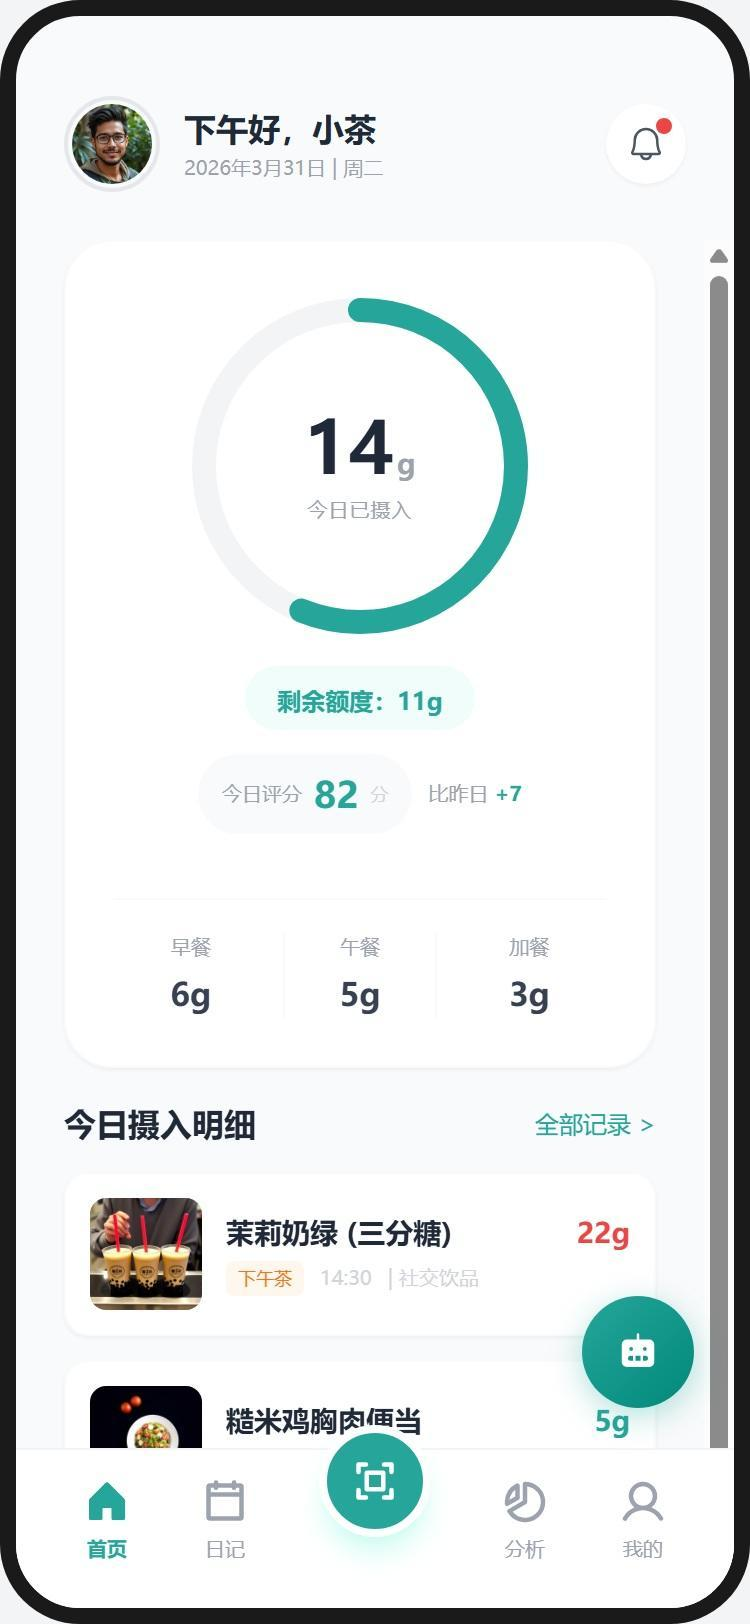 下午好，小茶
2026年3月31日 | 周二
14g
今日已摄入
剩余额度：11g
今日评分 82 分 比昨日 +7
早餐 午餐 加餐
6g 5g 3g
今日摄入明细 全部记录 >
茉莉奶绿 (三分糖) 22g
下午茶 14:30 | 社交饮品
糙米鸡胸肉便当 5g
首页 日记 分析 我的